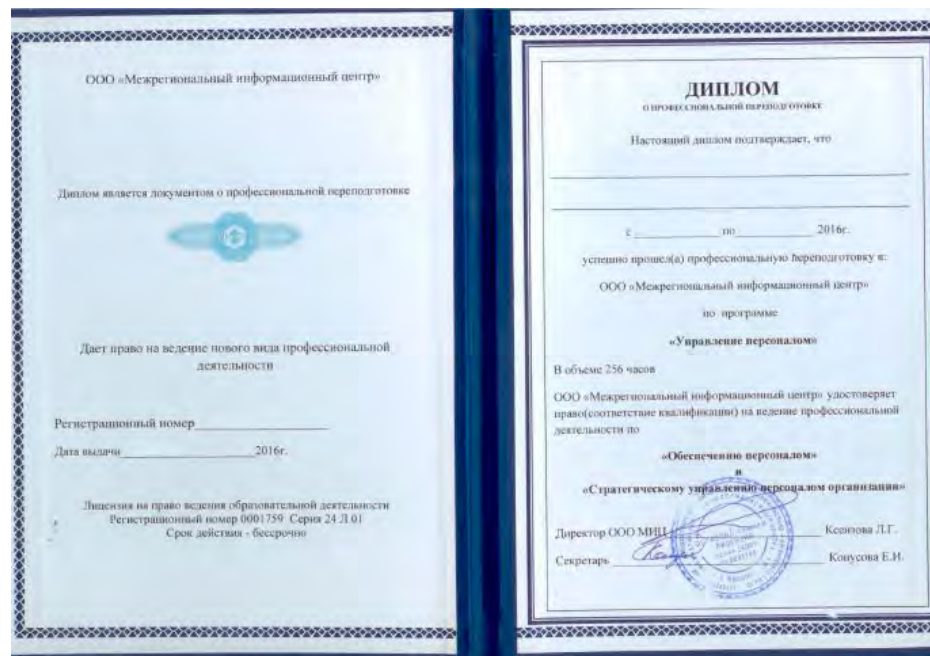 ООО «Межрегиональный информационный центр»
Диплом является документом о профессиональной переподготовке
Дает право на ведение нового вида профессиональной
деятельности
Регистрационный номер
Дата выдачи 2016г.
Лицензия на право ведения образовательной деятельности
Регистрационный номер 0001759 Серия 24 Л 01
Срок действия - бессрочно
ДИПЛОМ
О ПРОФЕССИОНАЛЬНОЙ ПЕРЕПОДГОТОВКЕ
Настоящий диплом подтверждает, что
с по 2016г.
успешно прошел(а) профессиональную переподготовку в:
ООО «Межрегиональный информационный центр»
по программе
«Управление персоналом»
В объеме 256 часов
ООО «Межрегиональный информационный центр» удостоверяет
право(соответствие квалификации) на ведение профессиональной
деятельности по
«Обеспечению персоналом»
и
«Стратегическому управлению персоналом организации»
Директор ООО МИЦ Ксензова Л.Г.
Секретарь Конусова Е.И.